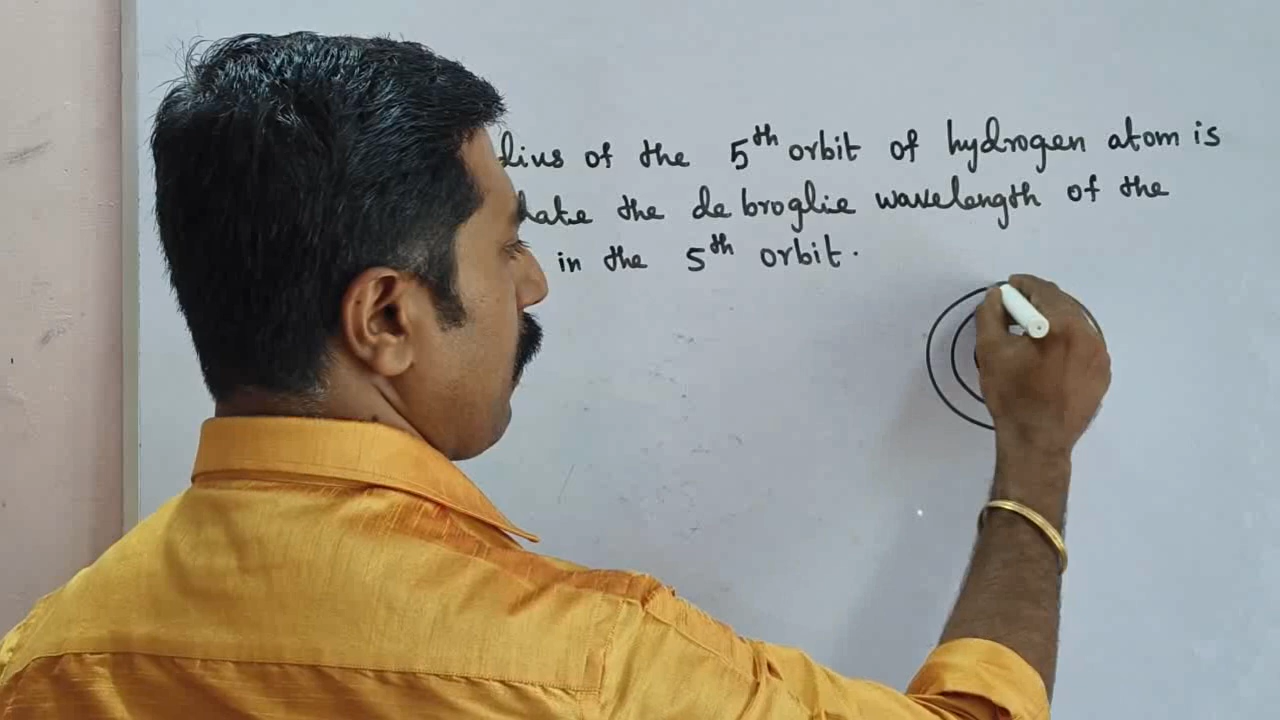 dius of the 5th orbit of hydrogen atom is
late the de broglie wavelength of the
in the 5th orbit.